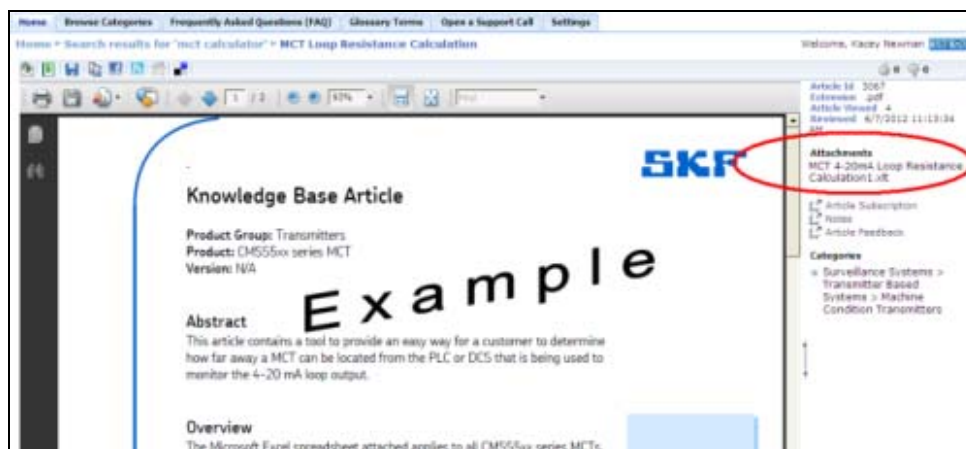 Home Browse Categories Frequently Asked Questions (FAQ) Glossary Terms Open a Support Call Settings
Home > Search results for 'mct calculator' > MCT Loop Resistance Calculation
Welcome, Kacey Newman
0 0
1 / 2 92%
SKF
Knowledge Base Article
Product Group: Transmitters
Product: CMSS5xx series MCT
Version: N/A
Example
Abstract
This article contains a tool to provide an easy way for a customer to determine
how far away a MCT can be located from the PLC or DCS that is being used to
monitor the 4-20 mA loop output.
Overview
The Microsoft Excel spreadsheet attached applies to all CMSS5xx series MCTs.
Article Id 3067
Extension .pdf
Article Viewed 4
Reviewed 6/7/2012 11:13:34
AM
Attachments
MCT 4-20mA Loop Resistance
Calculation1.xlt
Article Subscription
Notes
Article Feedback
Categories
Surveillance Systems >
Transmitter Based
Systems > Machine
Condition Transmitters